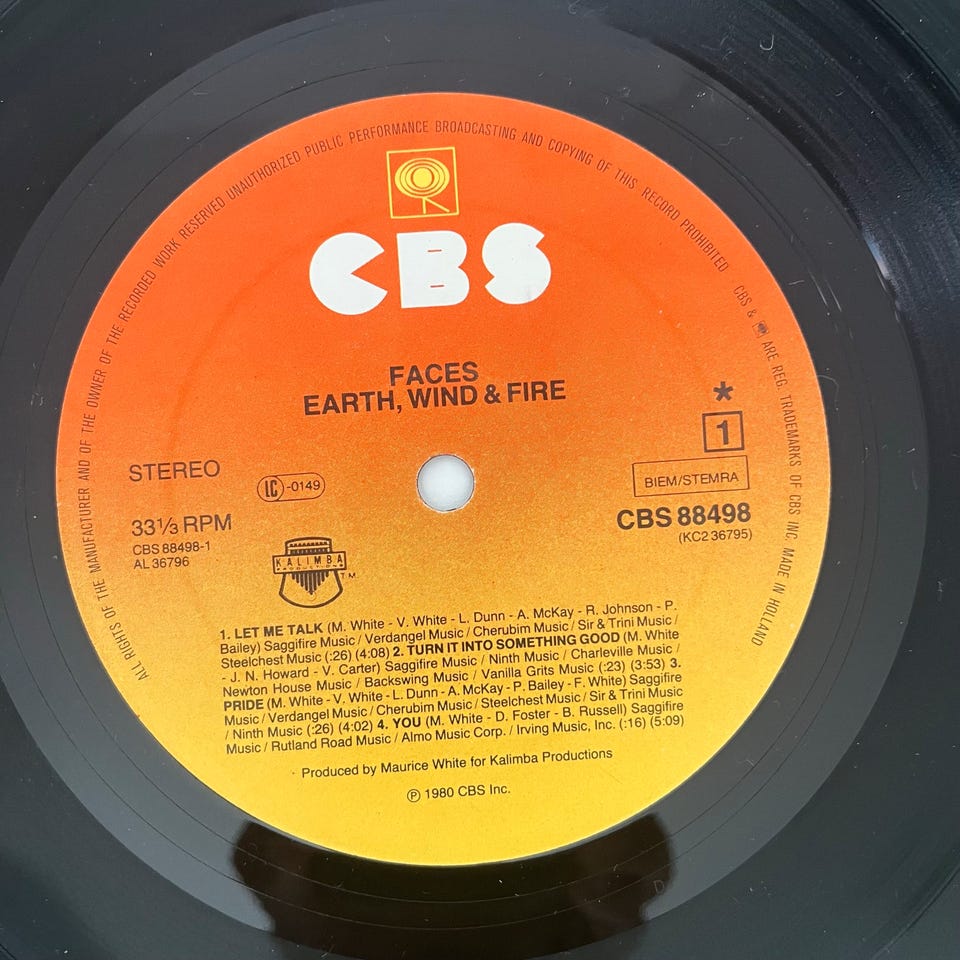 ALL RIGHTS OF THE MANUFACTURER AND OF THE OWNER OF THE RECORDED WORK RESERVED UNAUTHORIZED PUBLIC PERFORMANCE BROADCASTING AND COPYING OF THIS RECORD PROHIBITED
CBS & ARE REG. TRADEMARKS OF CBS INC. MADE IN HOLLAND
CBS
FACES
EARTH, WIND & FIRE
*
1
STEREO
LC-0149
BIEM/STEMRA
33 1/3 RPM
CBS 88498
CBS 88498-1
(KC2 36795)
AL 36796
KALIMBA
PRODUCTIONS
TM
1. LET ME TALK (M. White - V. White - L. Dunn - A. McKay - R. Johnson - P.
Bailey) Saggifire Music / Verdangel Music / Cherubim Music / Sir & Trini Music /
Steelchest Music (:26) (4:08) 2. TURN IT INTO SOMETHING GOOD (M. White
- J. N. Howard - V. Carter) Saggifire Music / Ninth Music / Charleville Music /
Newton House Music / Backswing Music / Vanilla Grits Music (:23) (3:53) 3.
PRIDE (M. White - V. White - L. Dunn - A. McKay - P. Bailey - F. White) Saggifire
Music / Verdangel Music / Cherubim Music / Steelchest Music / Sir & Trini Music
/ Ninth Music (:26) (4:02) 4. YOU (M. White - D. Foster - B. Russell) Saggifire
Music / Rutland Road Music / Almo Music Corp. / Irving Music, Inc. (:16) (5:09)
Produced by Maurice White for Kalimba Productions
℗ 1980 CBS Inc.
D